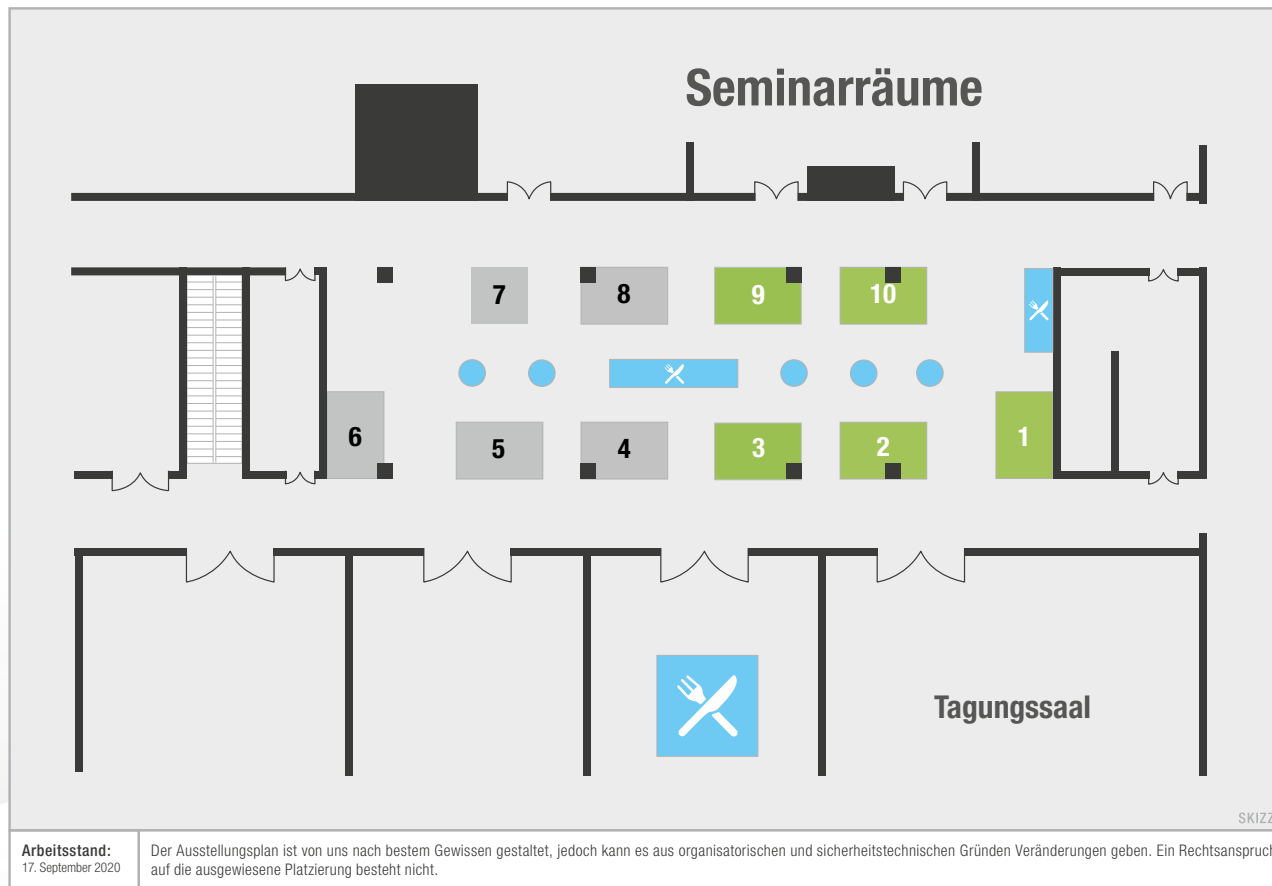 Seminarräume
7
8
9
10
6
5
4
3
2
1
Tagungssaal
SKIZZ
Arbeitsstand:
17. September 2020
Der Ausstellungsplan ist von uns nach bestem Gewissen gestaltet, jedoch kann es aus organisatorischen und sicherheitstechnischen Gründen Veränderungen geben. Ein Rechtsanspruch
auf die ausgewiesene Platzierung besteht nicht.